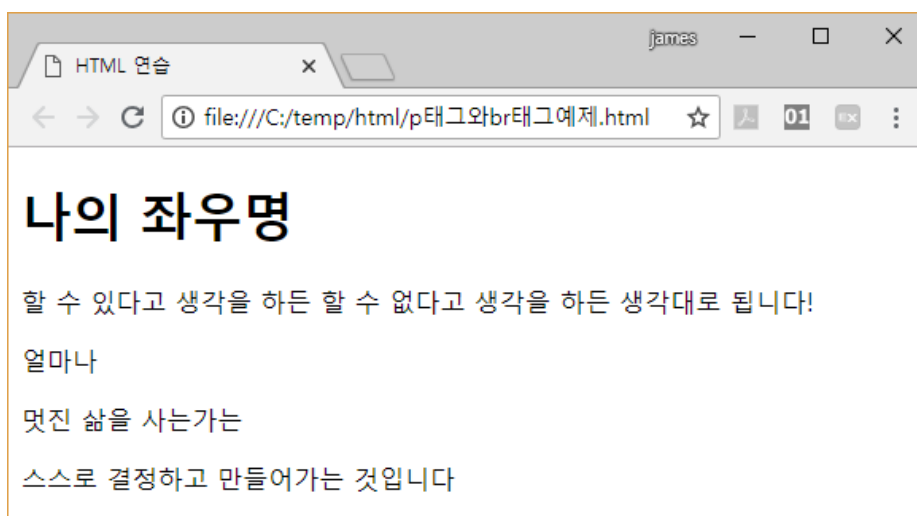 james
HTML 연습
file:///C:/temp/html/p태그와br태그예제.html
01
EX
나의 좌우명
할 수 있다고 생각을 하든 할 수 없다고 생각을 하든 생각대로 됩니다!
얼마나
멋진 삶을 사는가는
스스로 결정하고 만들어가는 것입니다